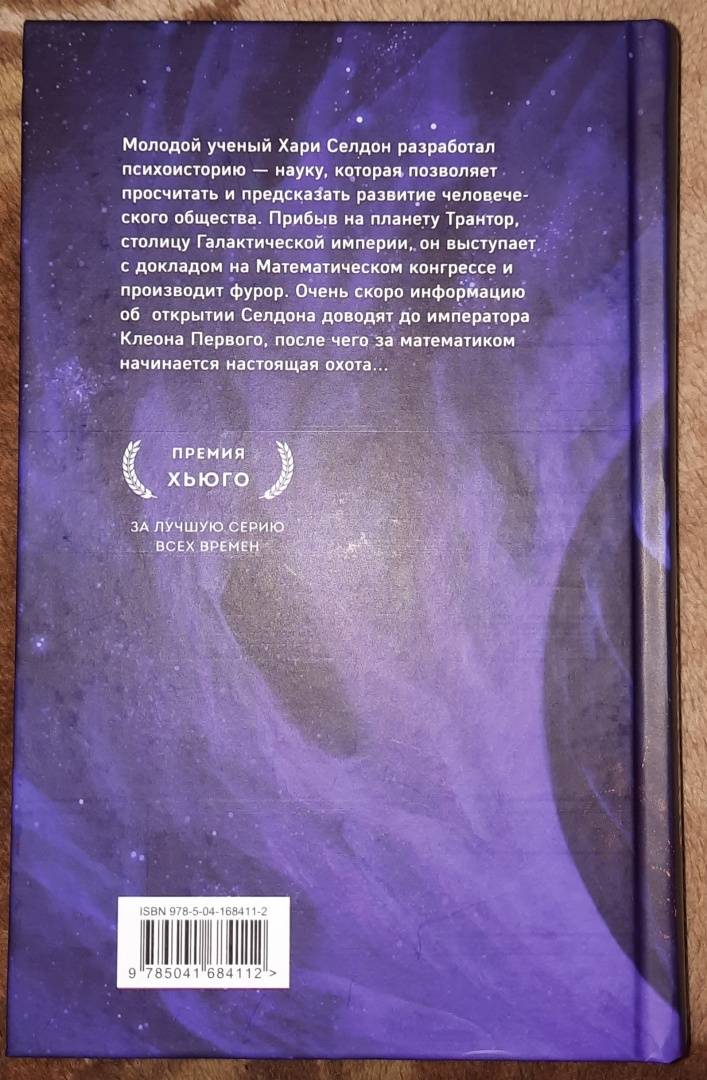 Молодой ученый Хари Селдон разработал
психоисторию — науку, которая позволяет
просчитать и предсказать развитие человече-
ского общества. Прибыв на планету Трантор,
столицу Галактической империи, он выступает
с докладом на Математическом конгрессе и
производит фурор. Очень скоро информацию
об открытии Селдона доводят до императора
Клеона Первого, после чего за математиком
начинается настоящая охота...
ПРЕМИЯ
ХЬЮГО
ЗА ЛУЧШУЮ СЕРИЮ
ВСЕХ ВРЕМЕН
ISBN 978-5-04-168411-2
9 785041 684112 >